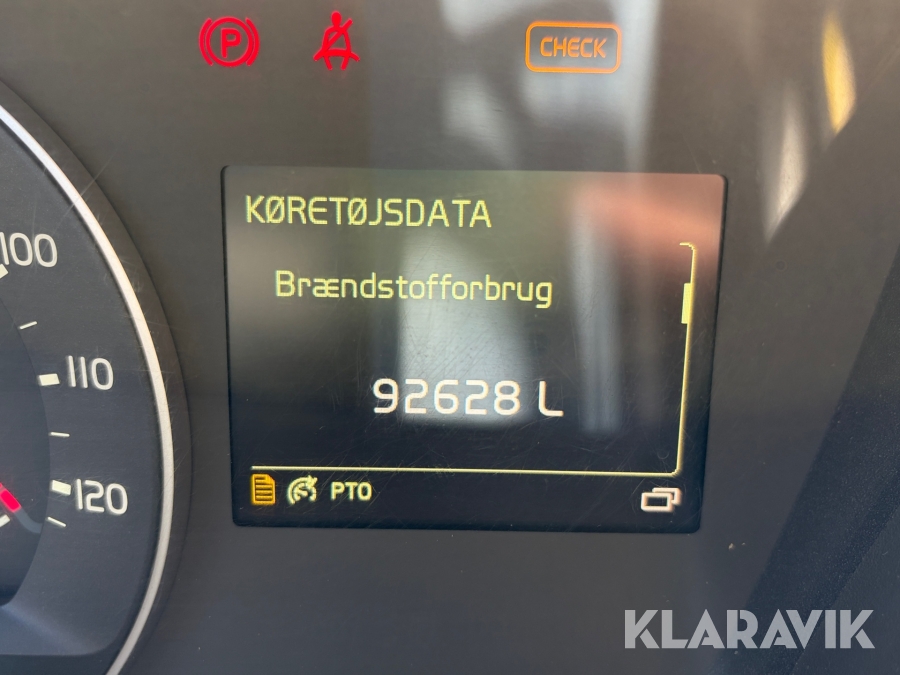 P
CHECK
KØRETØJSDATA
Brændstofforbrug
92628 L
PTO
100
110
120
KLARAVIK